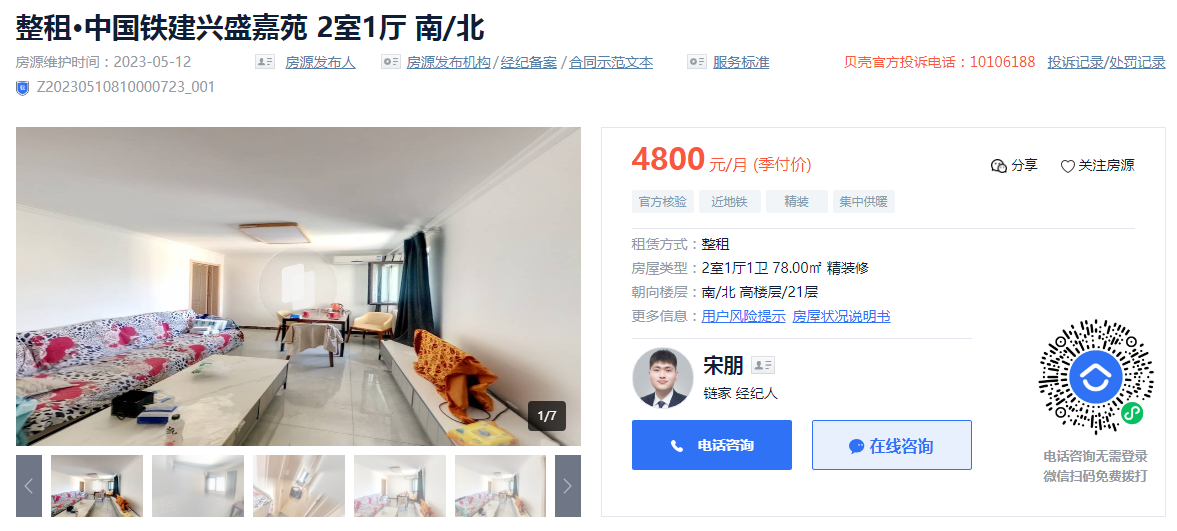 整租·中国铁建兴盛嘉苑 2室1厅 南/北
房源维护时间：2023-05-12 房源发布人 房源发布机构/经纪备案/合同示范文本 服务标准 贝壳官方投诉电话：10106188 投诉记录/处罚记录
Z20230510810000723_001
1/7
4800 元/月 (季付价) 分享 关注房源
官方核验 近地铁 精装 集中供暖
租赁方式：整租
房屋类型：2室1厅1卫 78.00㎡ 精装修
朝向楼层：南/北 高楼层/21层
更多信息：用户风险提示 房屋状况说明书
宋朋
链家 经纪人
电话咨询 在线咨询
电话咨询无需登录
微信扫码免费拨打